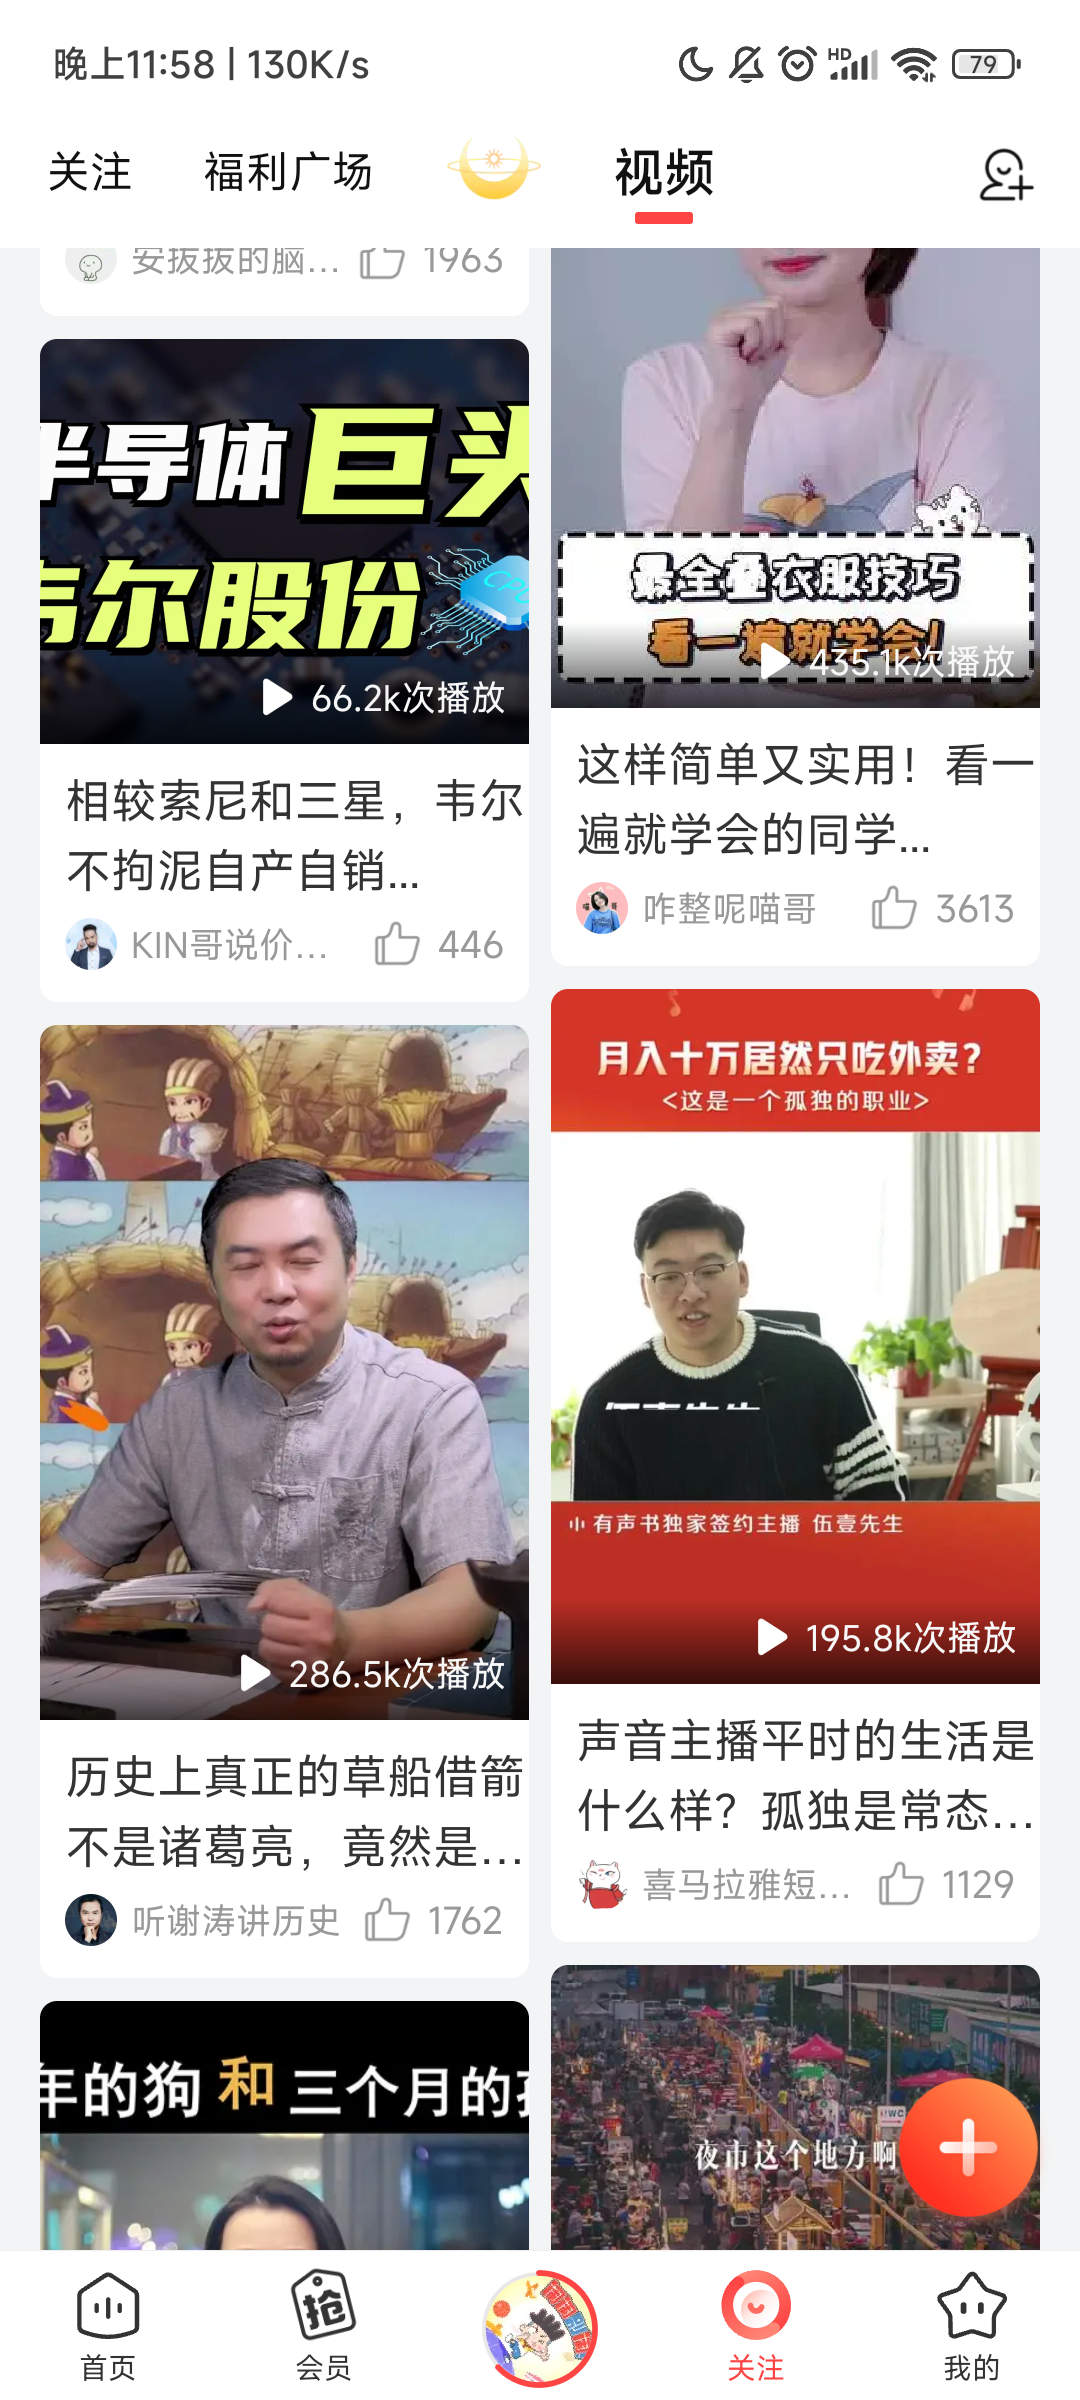 晚上11:58 | 130K/s
HD
79
关注
福利广场
视频
安拔拔的脑...
1963
半导体巨头
韦尔股份
CPU
66.2k次播放
相较索尼和三星，韦尔
不拘泥自产自销...
KIN哥说价...
446
最全叠衣服技巧
看一遍就学会!
435.1k次播放
这样简单又实用！看一
遍就学会的同学...
咋整呢喵哥
3613
月入十万居然只吃外卖?
<这是一个孤独的职业>
有声书独家签约主播 伍壹先生
195.8k次播放
声音主播平时的生活是
什么样？孤独是常态...
喜马拉雅短...
1129
286.5k次播放
历史上真正的草船借箭
不是诸葛亮，竟然是...
听谢涛讲历史
1762
年的狗 和 三个月的孩
WC
夜市这个地方啊
首页
抢
会员
关注
我的